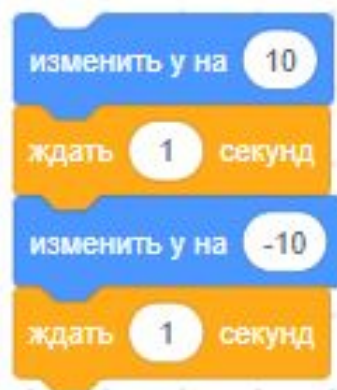 изменить у на 10
ждать 1 секунд
изменить у на -10
ждать 1 секунд